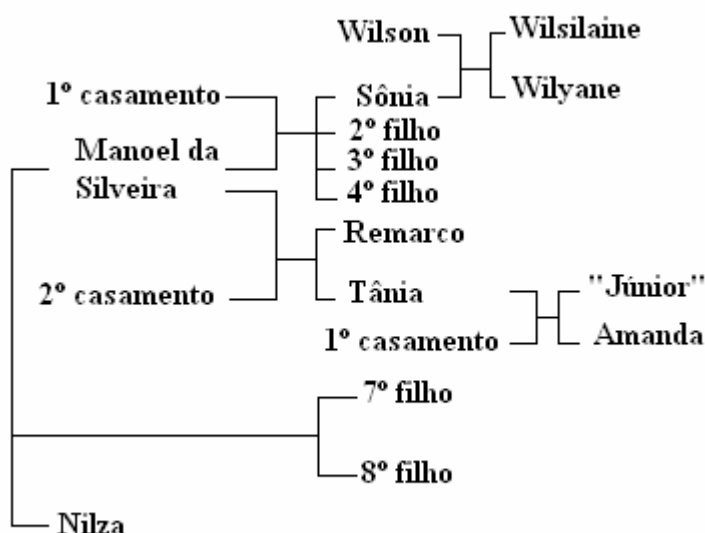 Wilson
Wilsilaine
1º casamento
Sônia
Wilyane
2º filho
Manoel da
Silveira
3º filho
4º filho
Remarco
2º casamento
Tânia
"Júnior"
1º casamento
Amanda
7º filho
8º filho
Nilza